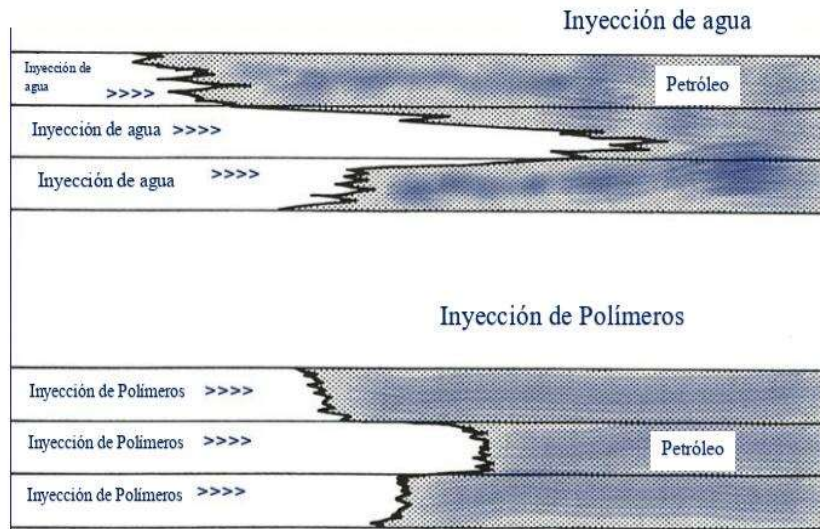 Inyección de agua
Inyección de
agua >>>>
Petróleo
Inyección de agua >>>>
Inyección de agua >>>>
Inyección de Polímeros
Inyección de Polímeros >>>>
Inyección de Polímeros >>>>
Petróleo
Inyección de Polímeros >>>>